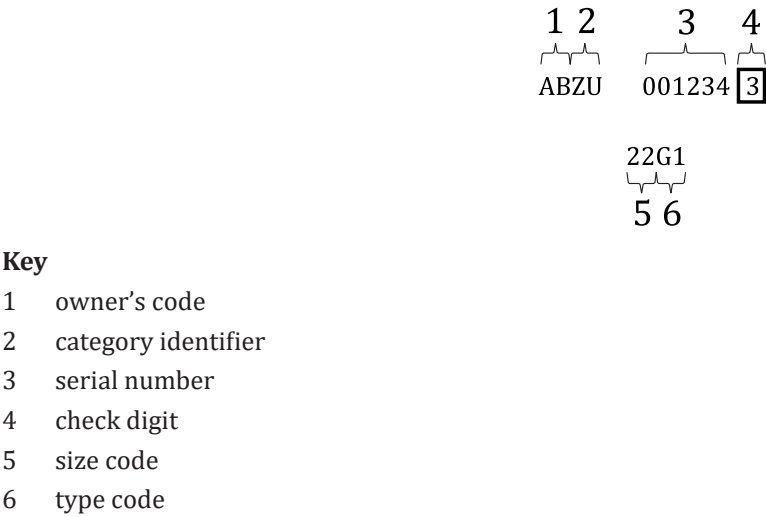 1 2 3 4
ABZU 001234 3
22G1
5 6
Key
1 owner’s code
2 category identifier
3 serial number
4 check digit
5 size code
6 type code